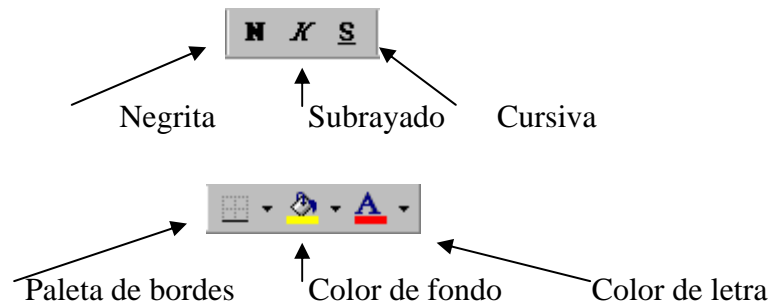 N K S
Negrita Subrayado Cursiva
A
Paleta de bordes Color de fondo Color de letra